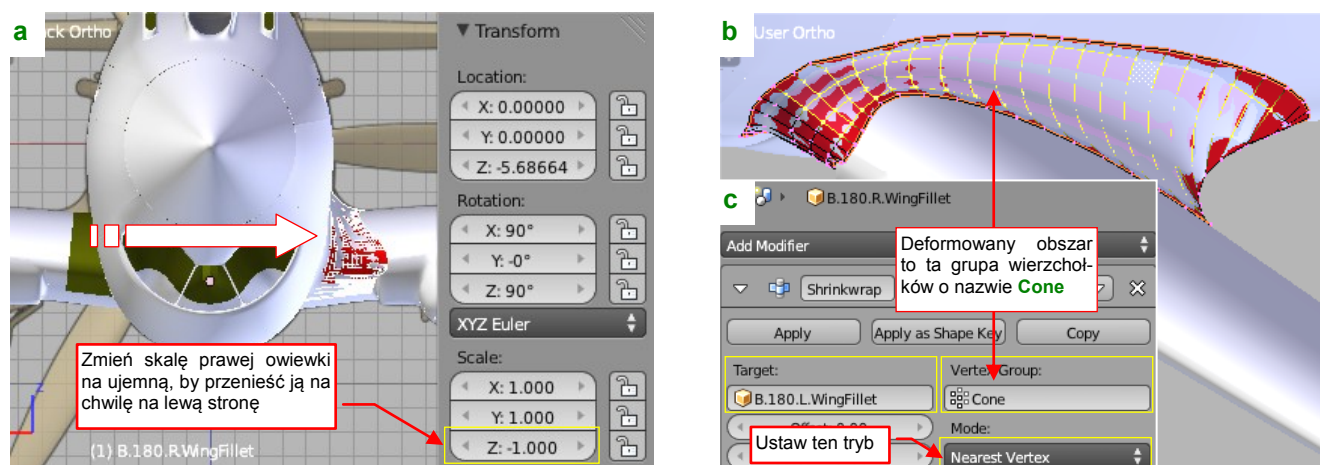 a
ck Ortho
Transform
Location:
X: 0.00000
Y: 0.00000
Z: -5.68664
Rotation:
X: 90°
Y: -0°
Z: 90°
XYZ Euler
Scale:
X: 1.000
Y: 1.000
Z: -1.000
Zmień skalę prawej owiewki
na ujemną, by przenieść ją na
chwilę na lewą stronę
(1) B.180.R.WingFillet
b
User Ortho
c
B.180.R.WingFillet
Add Modifier
Deformowany obszar
to ta grupa wierzchoł-
ków o nazwie Cone
Shrinkwrap
Apply
Apply as Shape Key
Copy
Target:
Vertex Group:
B.180.L.WingFillet
Cone
Mode:
Ustaw ten tryb
Nearest Vertex